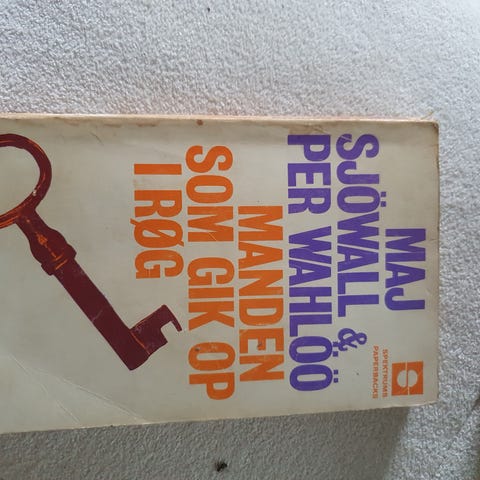 MAJ
SJÖWALL &
PER WAHLÖÖ
MANDEN
SOM GIK OP
I RØG
SPEKTRUMS
PAPERBACKS